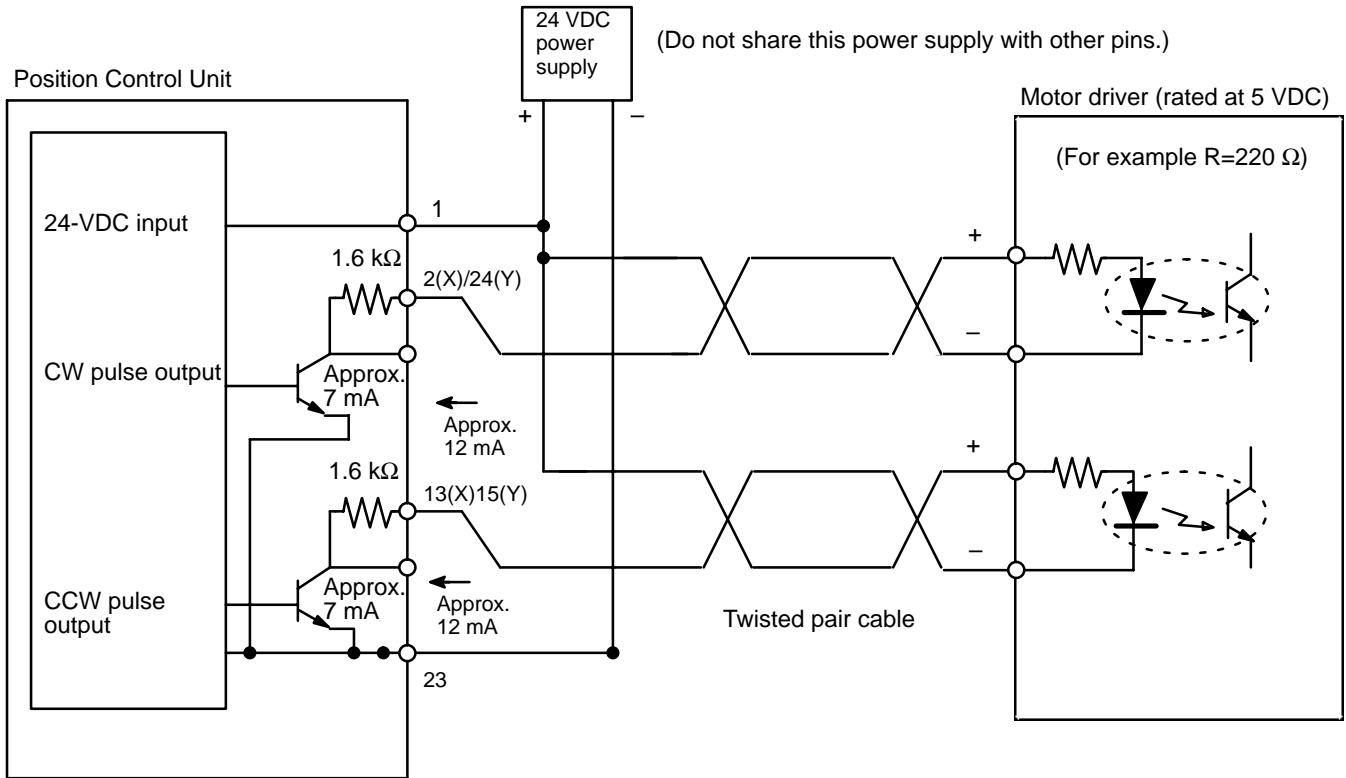 24 VDC
power
supply
(Do not share this power supply with other pins.)
Position Control Unit
+
–
Motor driver (rated at 5 VDC)
(For example R=220 Ω)
24-VDC input
1
1.6 kΩ
2(X)/24(Y)
+
–
CW pulse output
Approx.
7 mA
Approx.
12 mA
1.6 kΩ
13(X)15(Y)
+
–
CCW pulse
output
Approx.
7 mA
Approx.
12 mA
Twisted pair cable
23